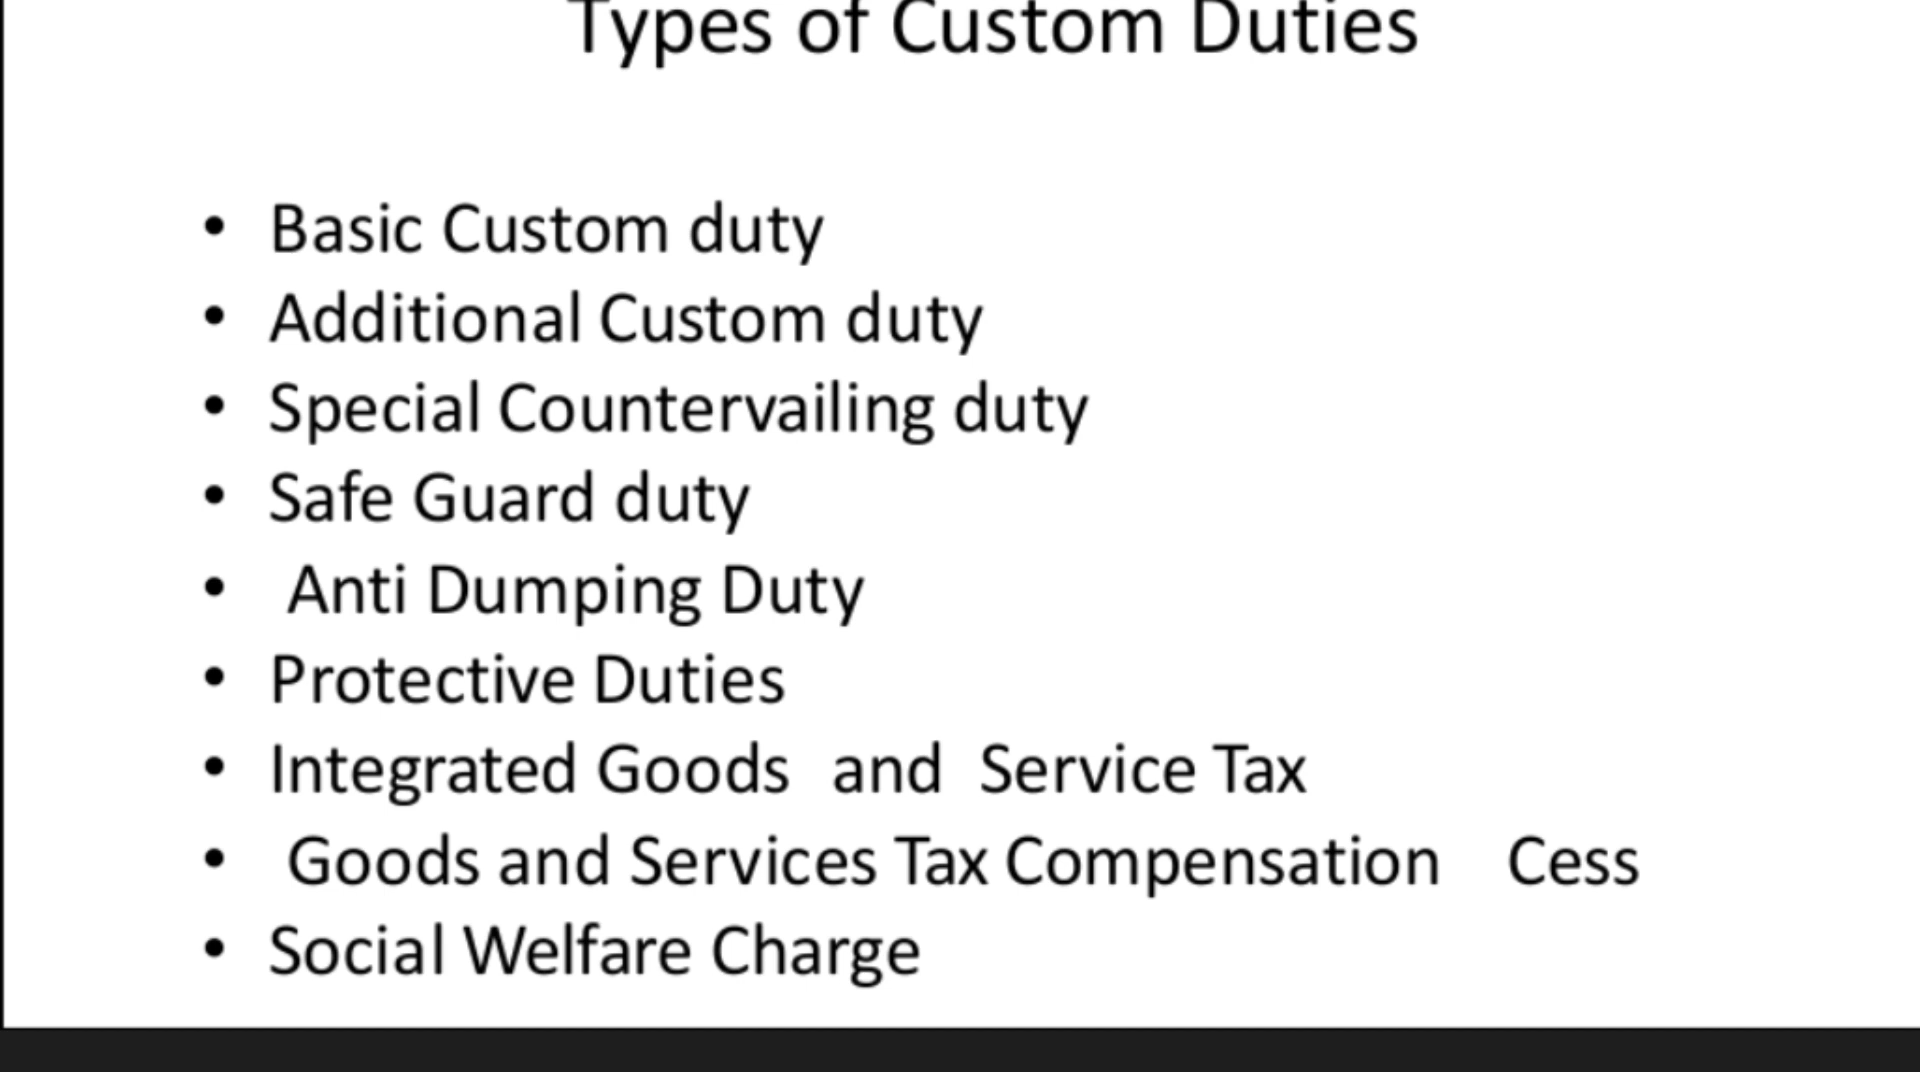 Types of Custom Duties
• Basic Custom duty
• Additional Custom duty
• Special Countervailing duty
• Safe Guard duty
• Anti Dumping Duty
• Protective Duties
• Integrated Goods and Service Tax
• Goods and Services Tax Compensation Cess
• Social Welfare Charge